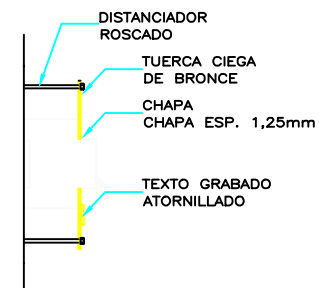 DISTANCIADOR
ROSCADO
TUERCA CIEGA
DE BRONCE
CHAPA
CHAPA ESP. 1,25mm
TEXTO GRABADO
ATORNILLADO